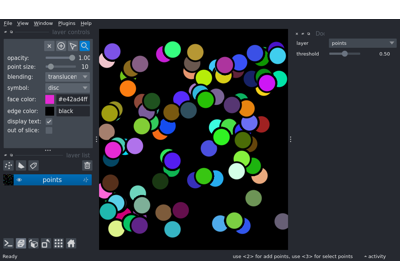 File View Window Plugins Help
layer controls
opacity: 1.00
point size: 10
blending: translucen
symbol: disc
face color: #e42ad4ff
edge color: black
display text: ✓
out of slice:
layer list
points
layer points
threshold 0.50
Ready
use <2> for add points, use <3> for select points
activity